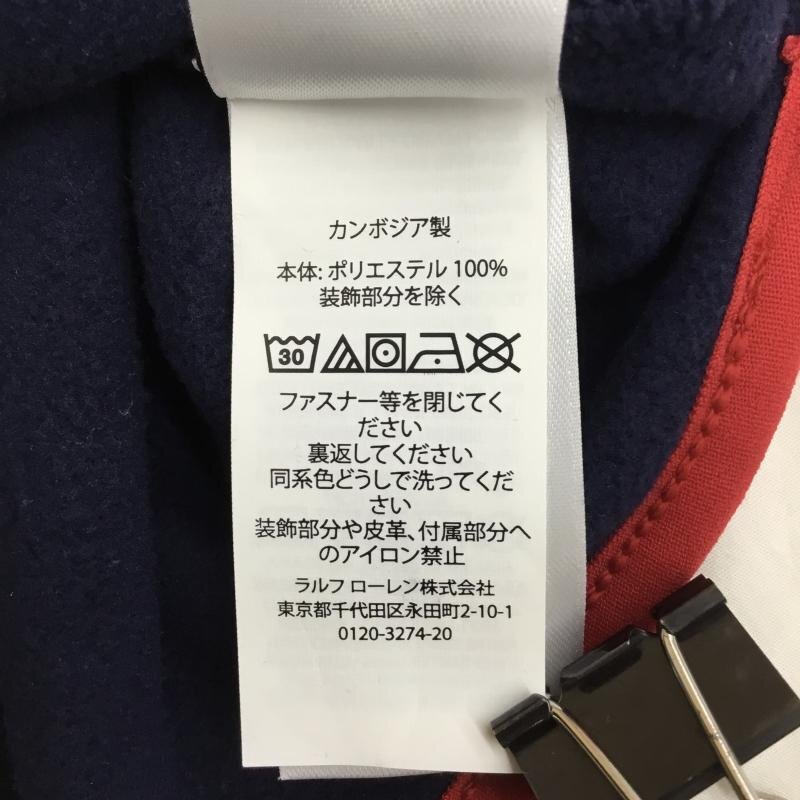 カンボジア製
本体: ポリエステル 100%
装飾部分を除く
30
ファスナー等を閉じてく
ださい
裏返してください
同系色どうしで洗ってくだ
さい
装飾部分や皮革、付属部分へ
のアイロン禁止
ラルフ ローレン株式会社
東京都千代田区永田町2-10-1
0120-3274-20